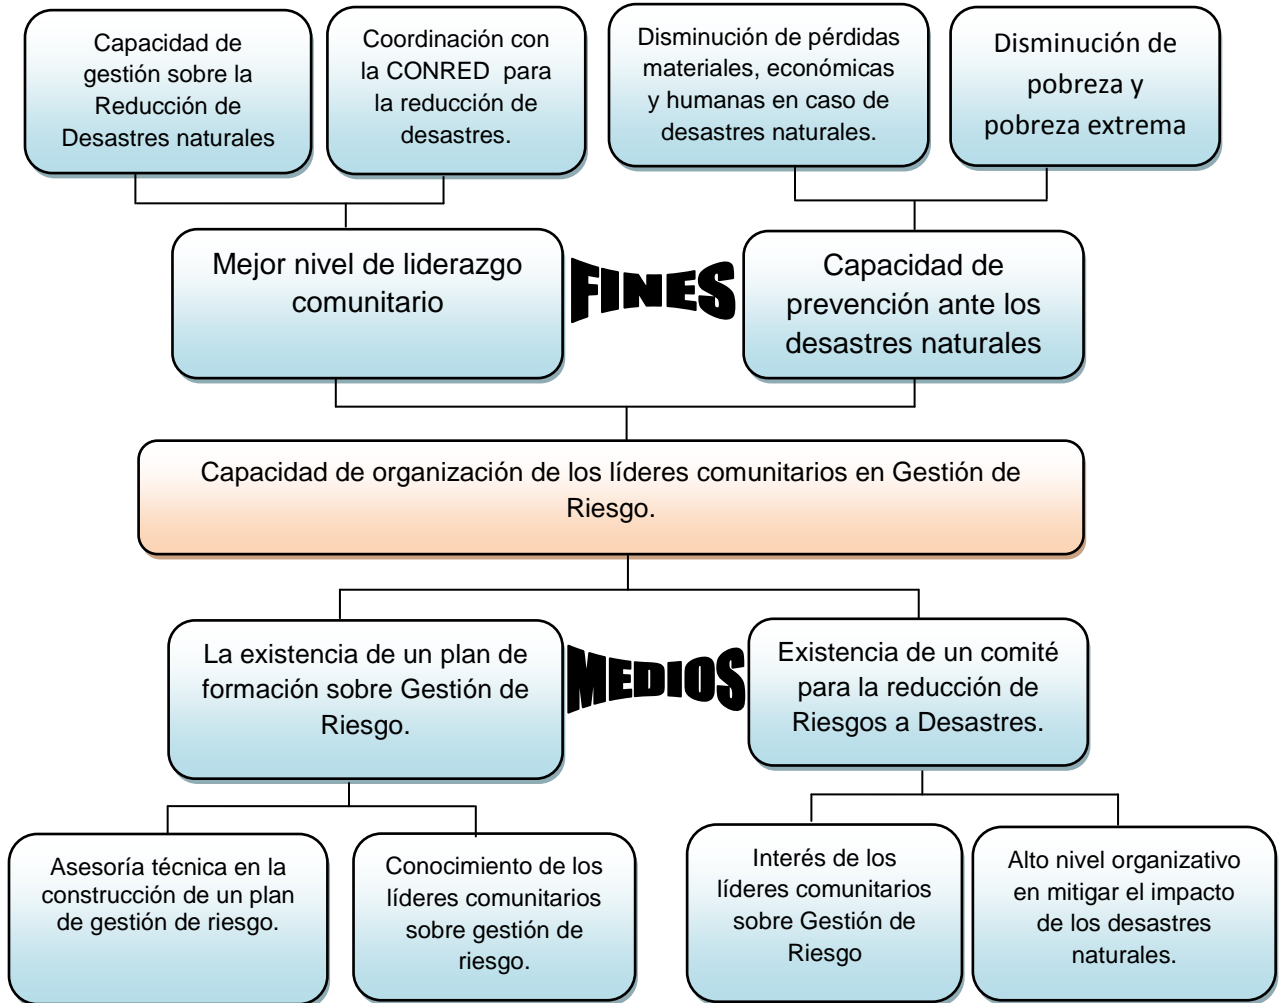 Capacidad de
gestión sobre la
Reducción de
Desastres naturales
Coordinación con
la CONRED para
la reducción de
desastres.
Disminución de pérdidas
materiales, económicas
y humanas en caso de
desastres naturales.
Disminución de
pobreza y
pobreza extrema
Mejor nivel de liderazgo
comunitario
FINES
Capacidad de
prevención ante los
desastres naturales
Capacidad de organización de los líderes comunitarios en Gestión de
Riesgo.
La existencia de un plan de
formación sobre Gestión de
Riesgo.
MEDIOS
Existencia de un comité
para la reducción de
Riesgos a Desastres.
Asesoría técnica en la
construcción de un plan
de gestión de riesgo.
Conocimiento de los
líderes comunitarios
sobre gestión de
riesgo.
Interés de los
líderes comunitarios
sobre Gestión de
Riesgo
Alto nivel organizativo
en mitigar el impacto
de los desastres
naturales.